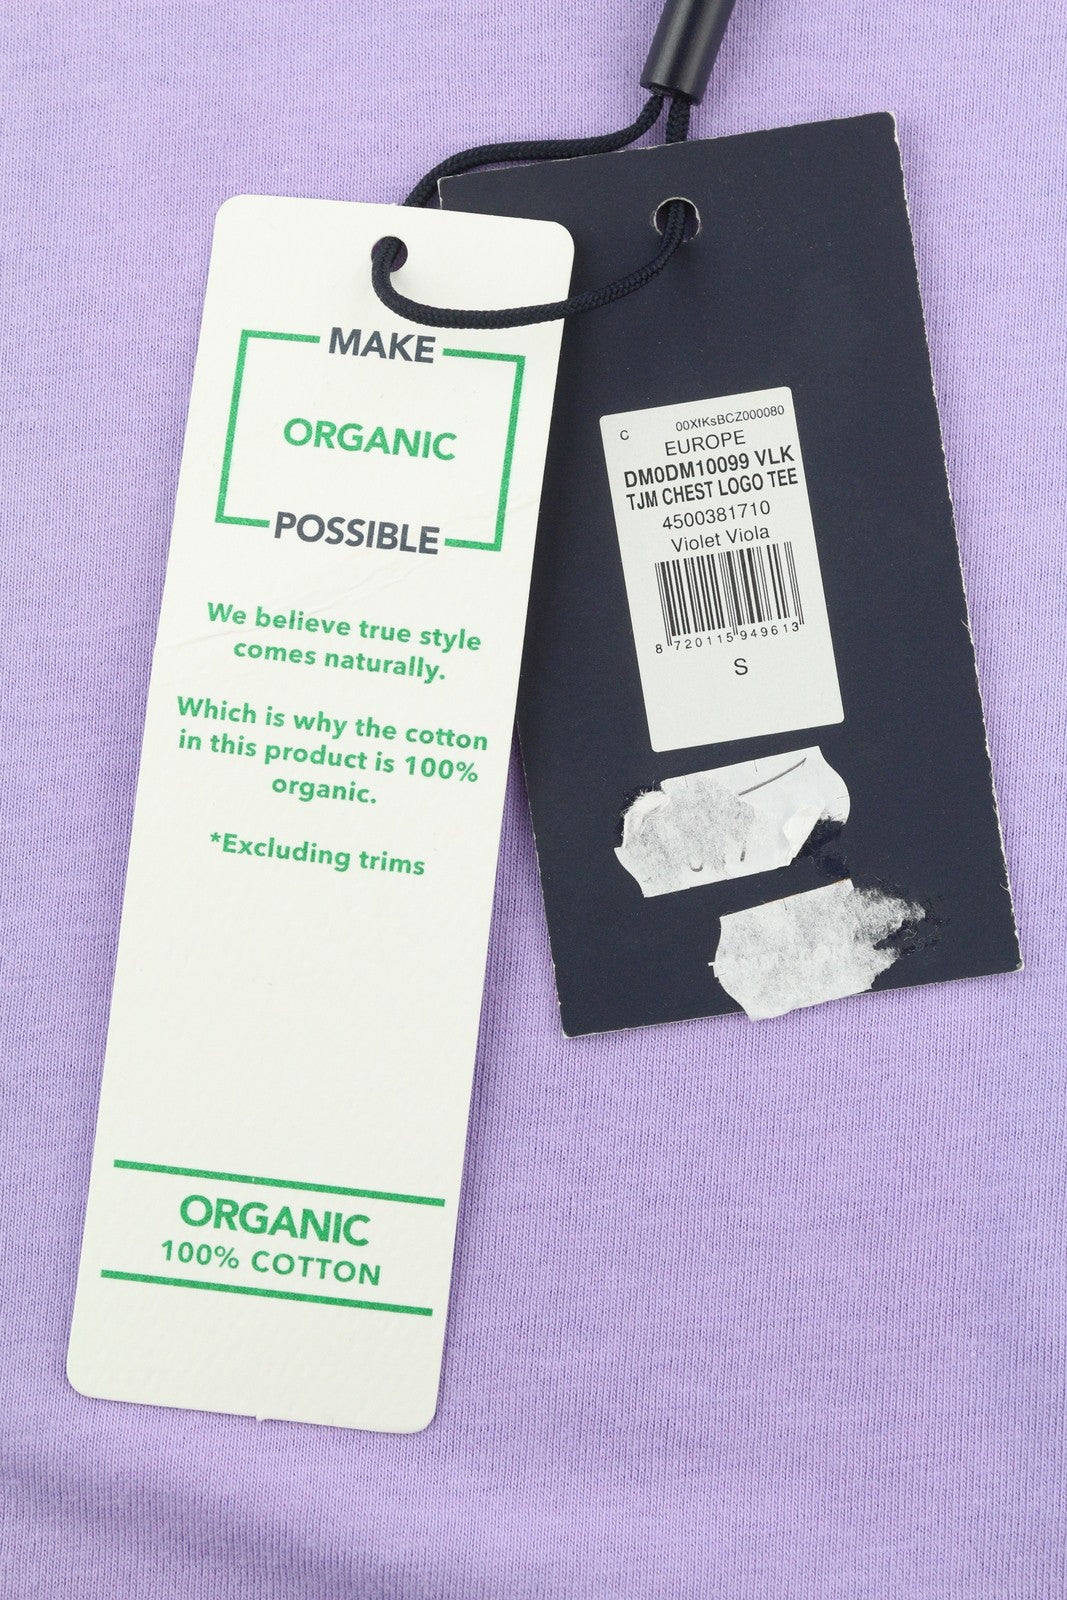 MAKE
ORGANIC
POSSIBLE
We believe true style
comes naturally.
Which is why the cotton
in this product is 100%
organic.
*Excluding trims
ORGANIC
100% COTTON
C 00XfKsBCZ000080
EUROPE
DM0DM10099 VLK
TJM CHEST LOGO TEE
4500381710
Violet Viola
8 720115 949613
S